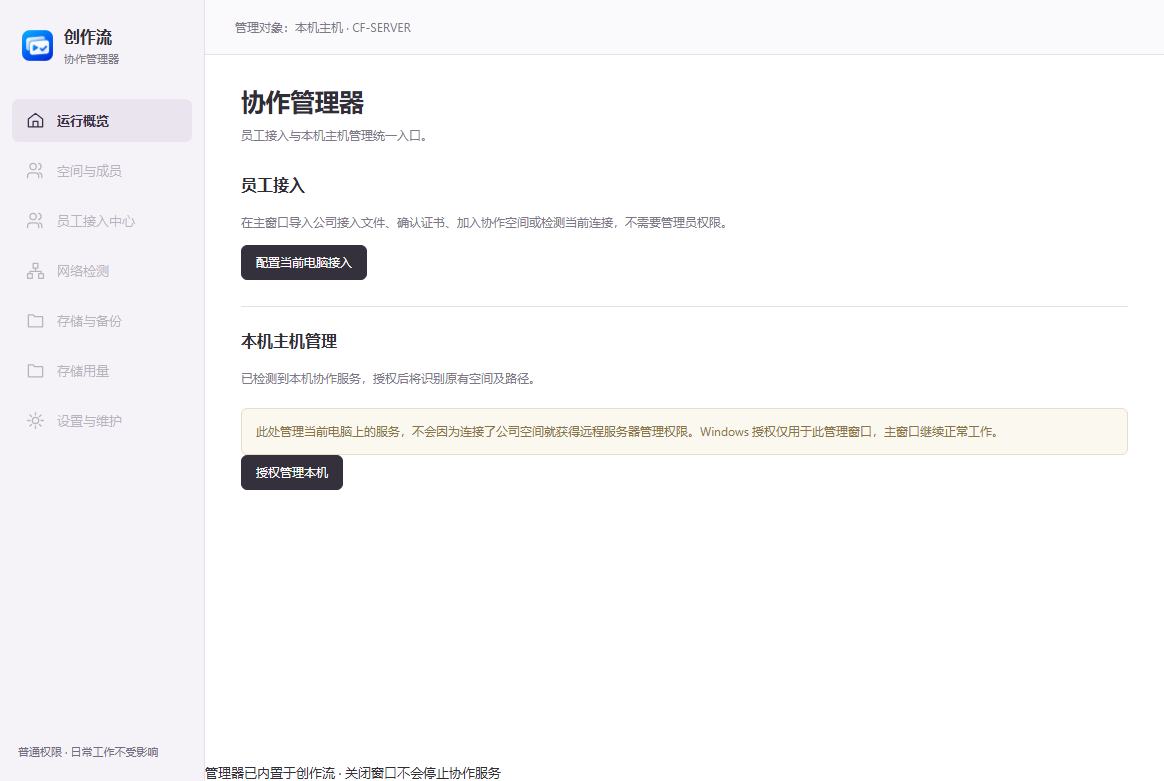 创作流
协作管理器
管理对象：本机主机 · CF-SERVER
运行概览
空间与成员
员工接入中心
网络检测
存储与备份
存储用量
设置与维护
普通权限 · 日常工作不受影响
协作管理器
员工接入与本机主机管理统一入口。
员工接入
在主窗口导入公司接入文件、确认证书、加入协作空间或检测当前连接，不需要管理员权限。
配置当前电脑接入
本机主机管理
已检测到本机协作服务，授权后将识别原有空间及路径。
此处管理当前电脑上的服务，不会因为连接了公司空间就获得远程服务器管理权限。Windows 授权仅用于此管理窗口，主窗口继续正常工作。
授权管理本机
管理器已内置于创作流 · 关闭窗口不会停止协作服务